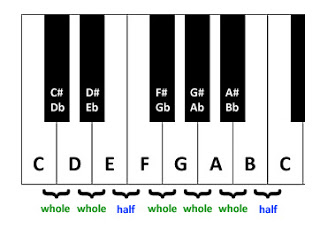 C# D# F# G# A#
Db Eb Gb Ab Bb
C D E F G A B C
whole whole half whole whole whole half